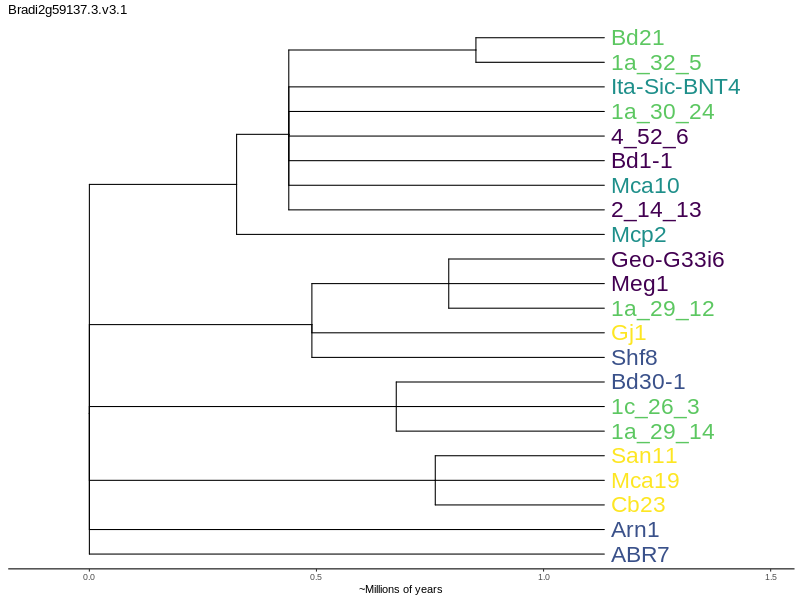 Bradi2g59137.3.v3.1
Bd21
1a_32_5
Ita-Sic-BNT4
1a_30_24
4_52_6
Bd1-1
Mca10
2_14_13
Mcp2
Geo-G33i6
Meg1
1a_29_12
Gj1
Shf8
Bd30-1
1c_26_3
1a_29_14
San11
Mca19
Cb23
Arn1
ABR7
0.0 0.5 1.0 1.5
~Millions of years